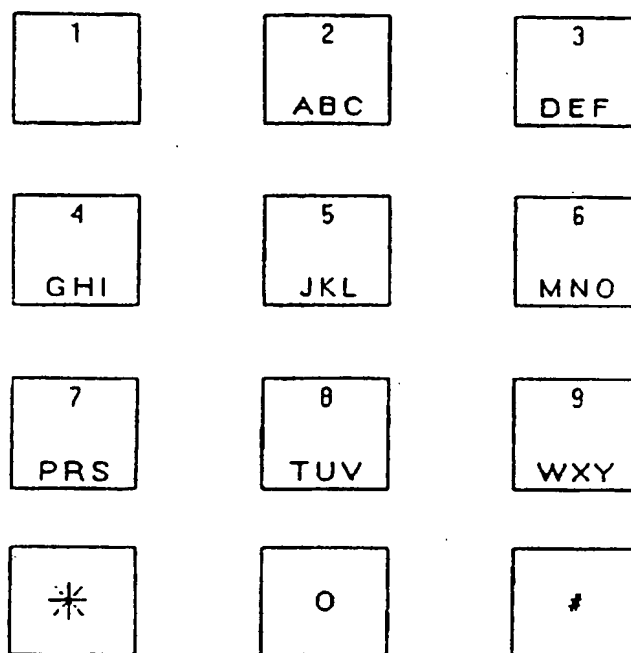 1 2 3
ABC DEF
4 5 6
GHI JKL MNO
7 8 9
PRS TUV WXY
* 0 #